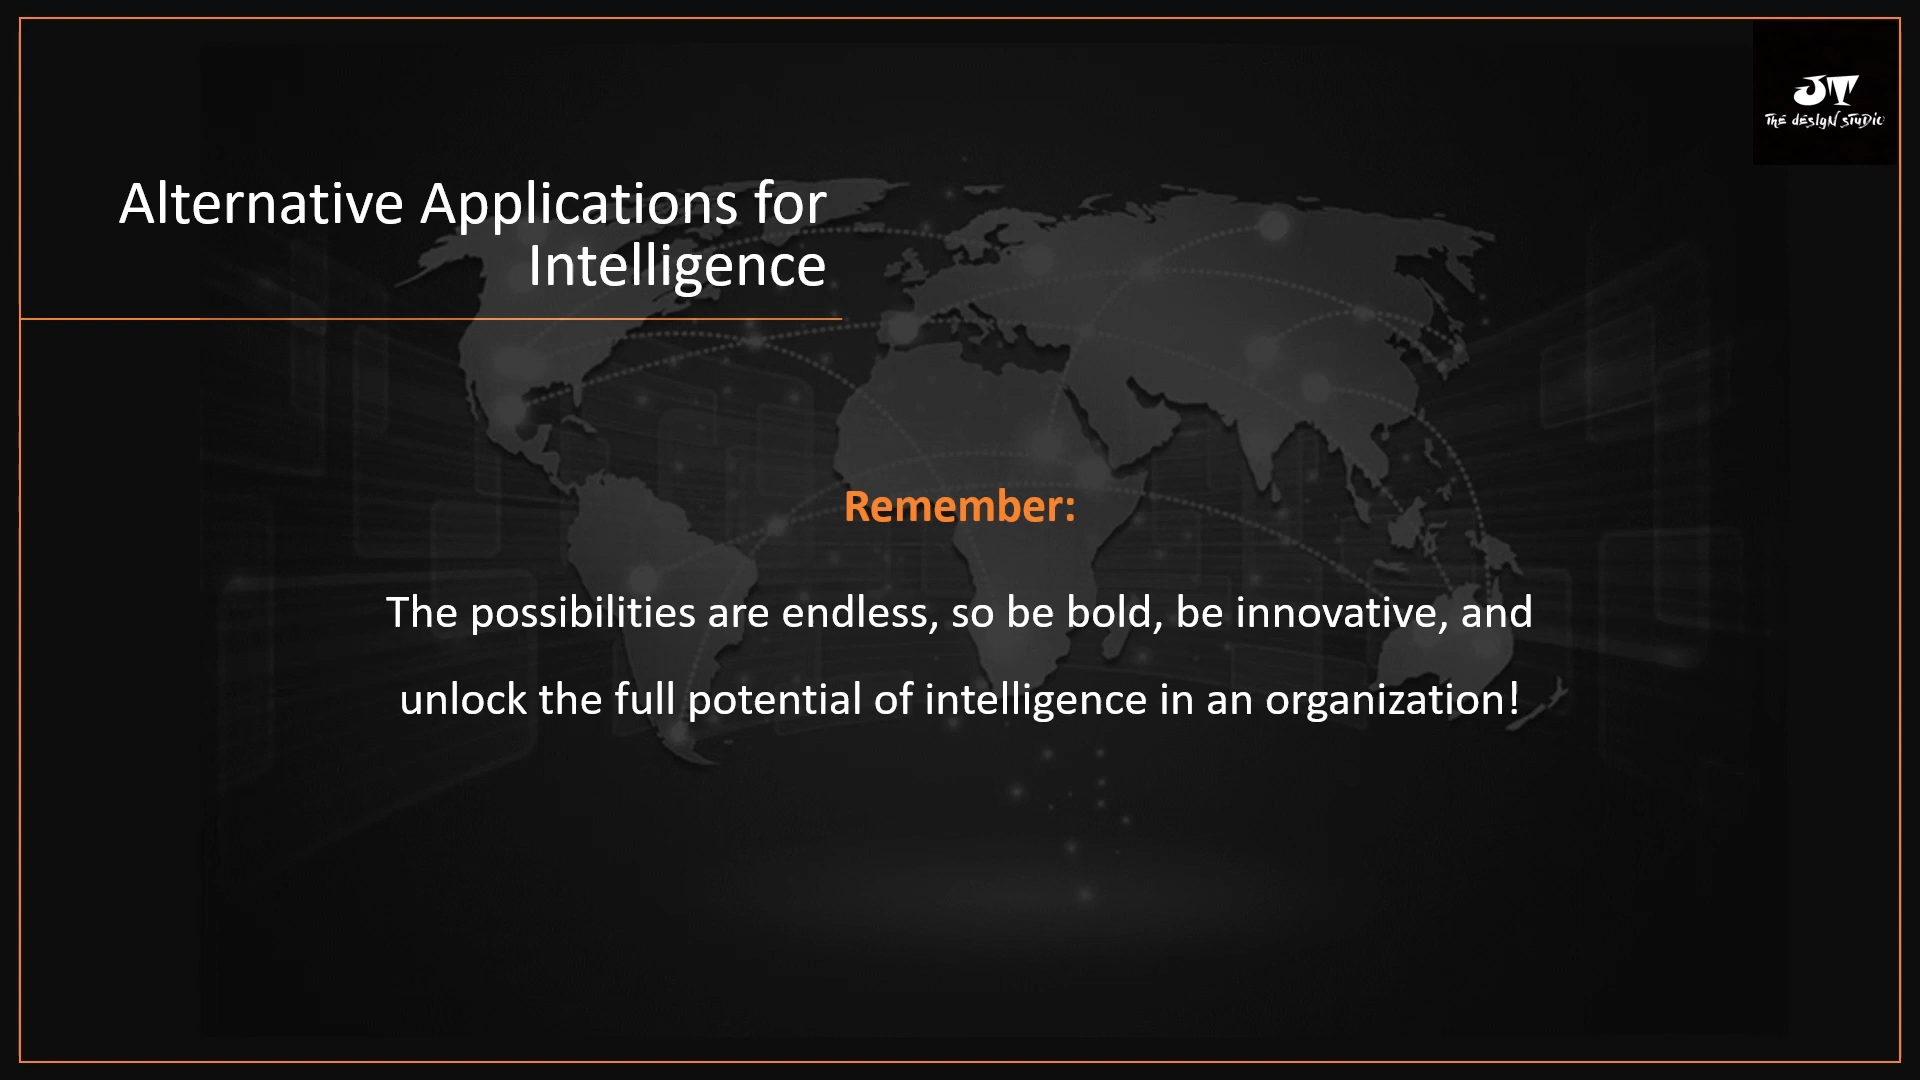 JT
The design studio
Alternative Applications for
Intelligence
Remember:
The possibilities are endless, so be bold, be innovative, and
unlock the full potential of intelligence in an organization!